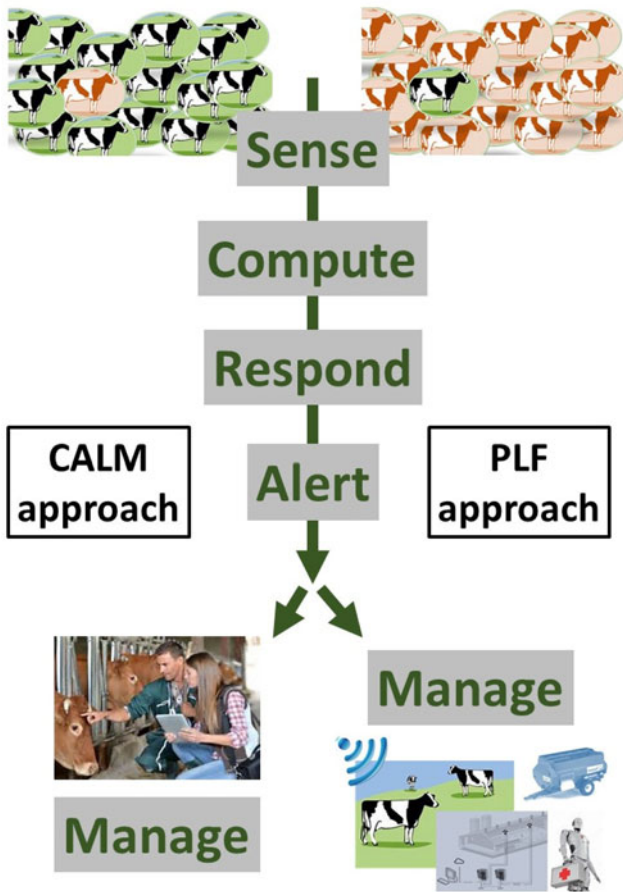 Sense
Compute
Respond
CALM
approach
Alert
PLF
approach
Manage
Manage